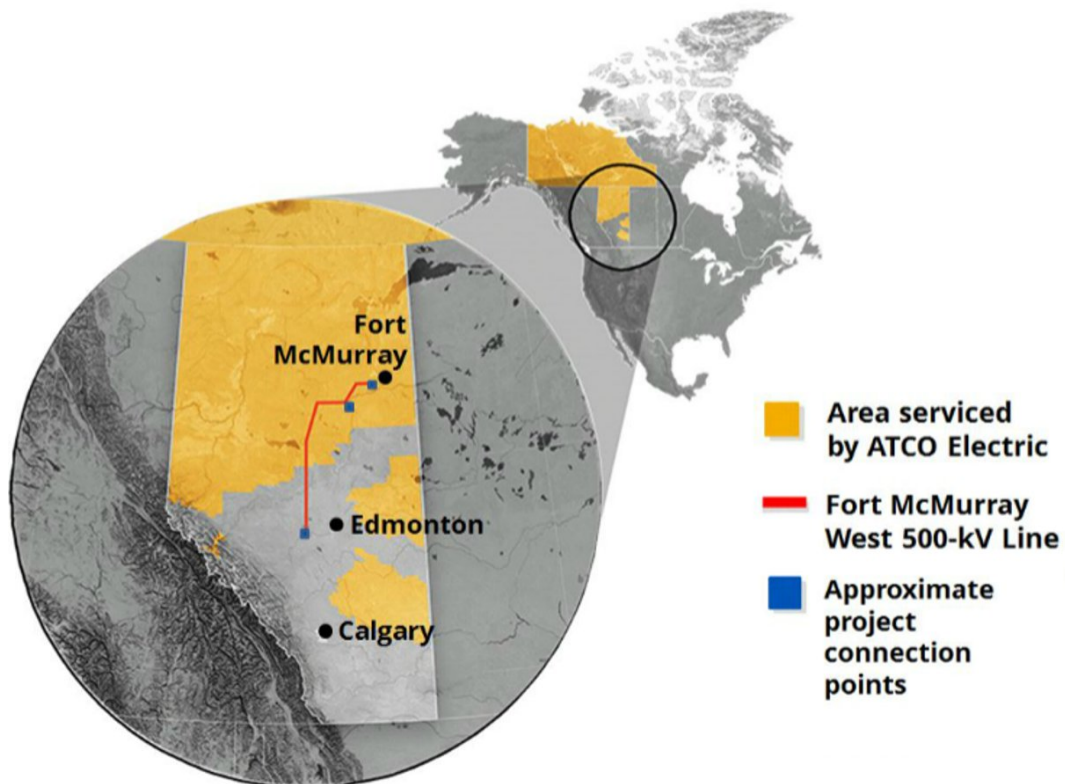 Fort
McMurray
Edmonton
Calgary
Area serviced
by ATCO Electric
Fort McMurray
West 500-kV Line
Approximate
project
connection
points